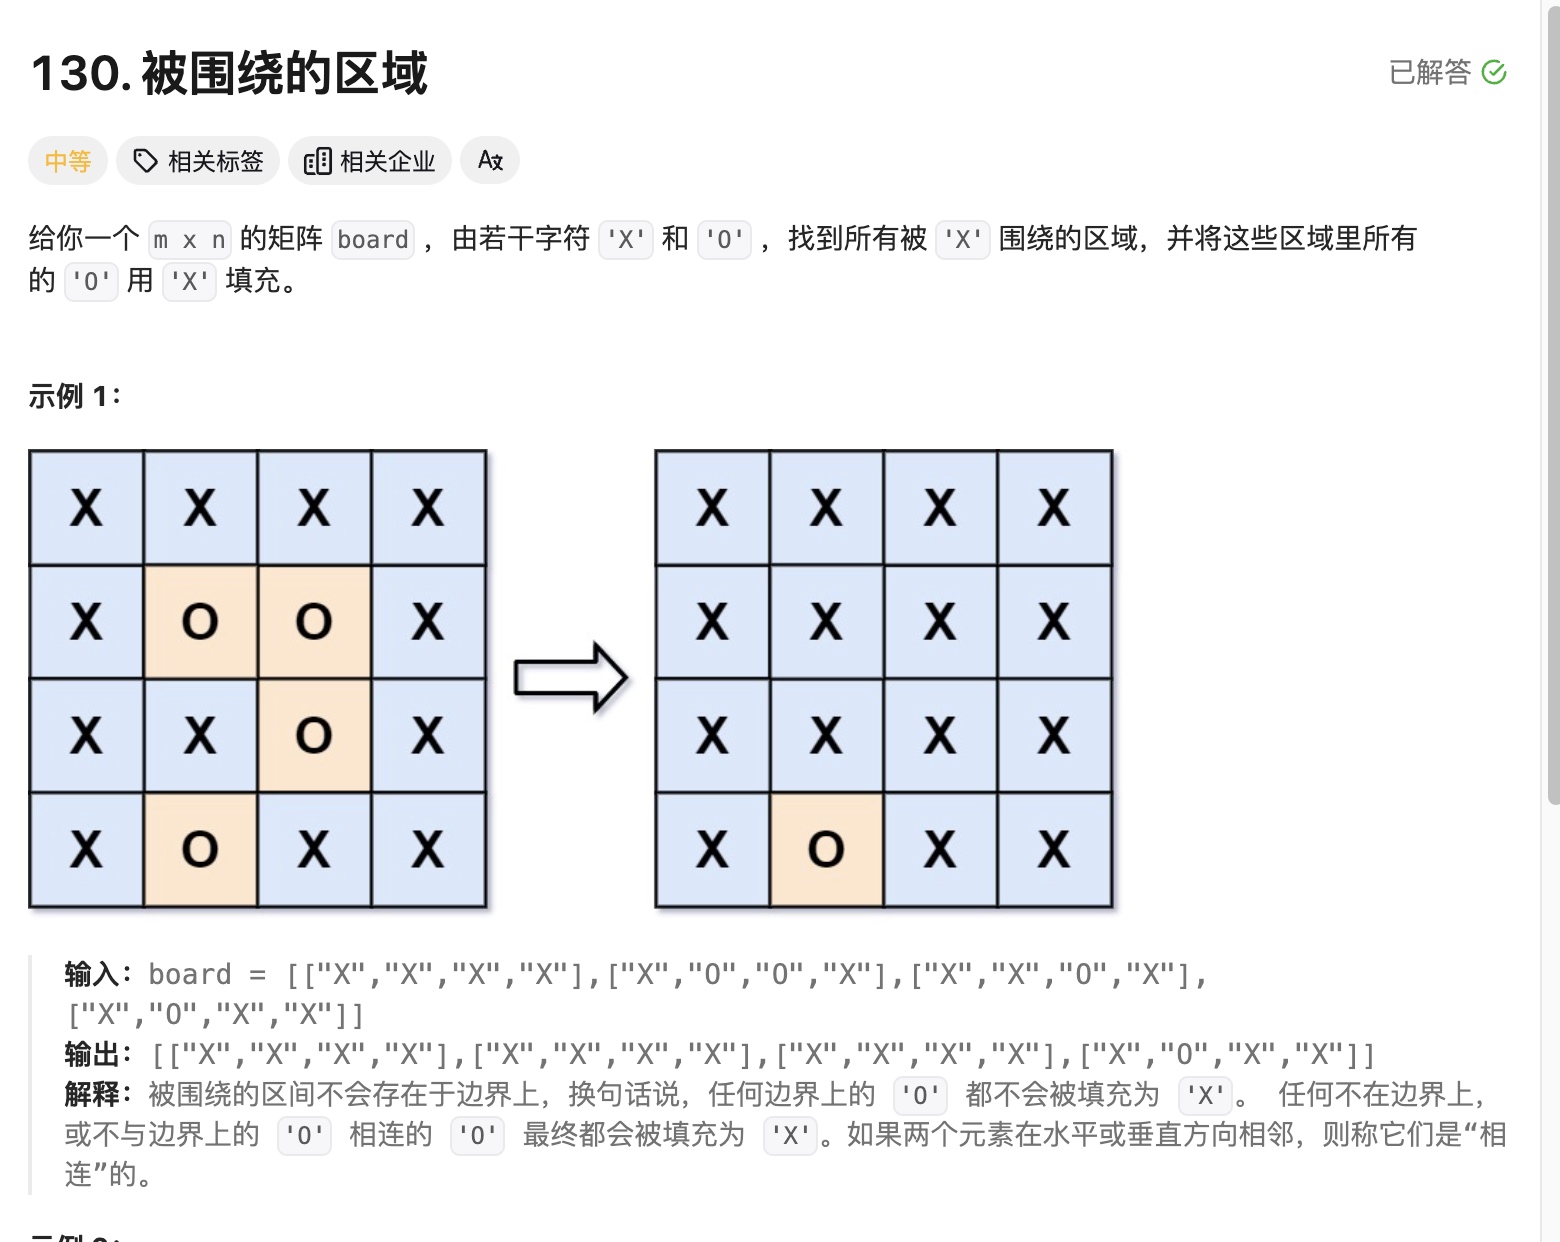 130. 被围绕的区域
已解答
中等 相关标签 相关企业 A文
给你一个 m x n 的矩阵 board ，由若干字符 'X' 和 'O' ，找到所有被 'X' 围绕的区域，并将这些区域里所有
的 'O' 用 'X' 填充。
示例 1：
X X X X X X X X
X O O X X X X X
X X O X X X X X
X O X X X O X X
输入：board = [["X","X","X","X"],["X","O","O","X"],["X","X","O","X"],
["X","O","X","X"]]
输出：[["X","X","X","X"],["X","X","X","X"],["X","X","X","X"],["X","O","X","X"]]
解释：被围绕的区间不会存在于边界上，换句话说，任何边界上的 'O' 都不会被填充为 'X'。 任何不在边界上，
或不与边界上的 'O' 相连的 'O' 最终都会被填充为 'X'。如果两个元素在水平或垂直方向相邻，则称它们是“相
连”的。